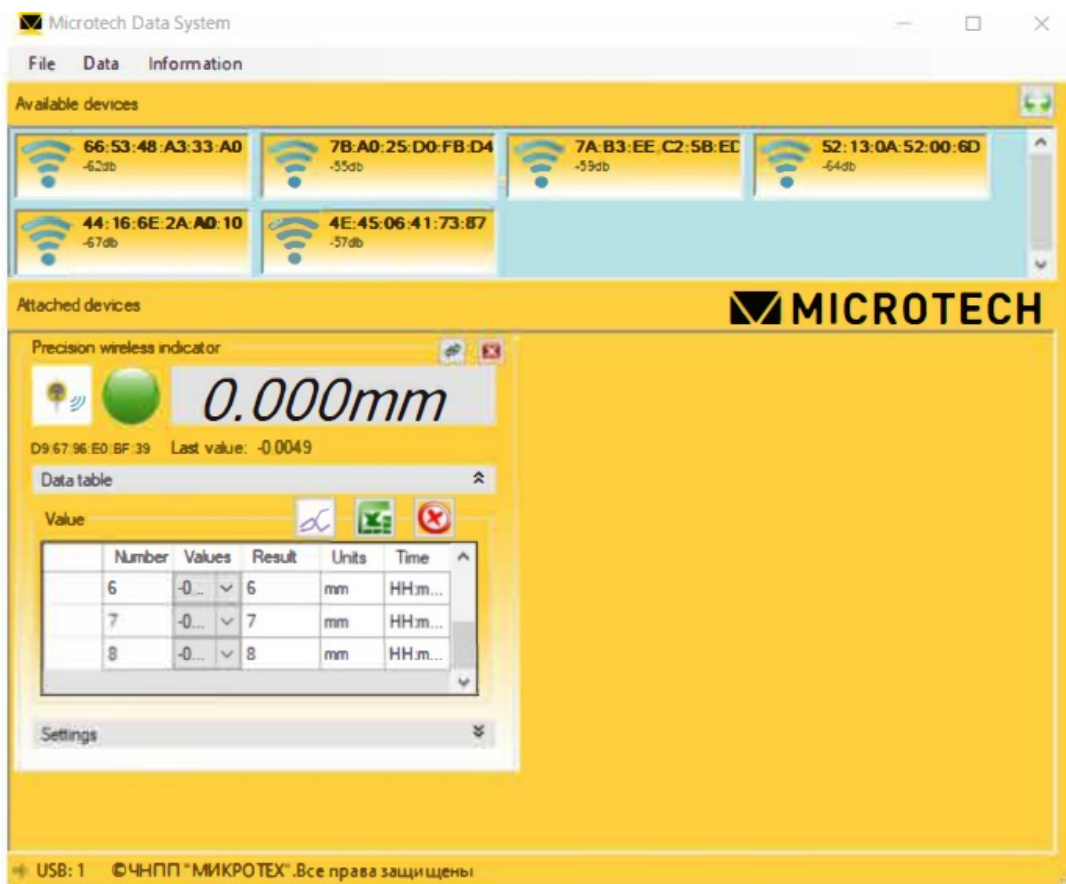 Microtech Data System
File Data Information
Available devices
66:53:48:A3:33:A0
-62db
7B:A0:25:D0:FB:D4
-55db
7A:B3:EE:C2:5B:ED
-59db
52:13:0A:52:00:6D
-64db
44:16:6E:2A:A0:10
-67db
4E:45:06:41:73:87
-57db
Attached devices
MICROTECH
Precision wireless indicator
0.000mm
D9:67:96:E0:BF:39 Last value: -0.0049
Data table
Value
Number Values Result Units Time
6 -0... 6 mm HH:m...
7 -0... 7 mm HH:m...
8 -0... 8 mm HH:m...
Settings
USB: 1 ©ЧНПП "МИКРОТЕХ".Все права защищены